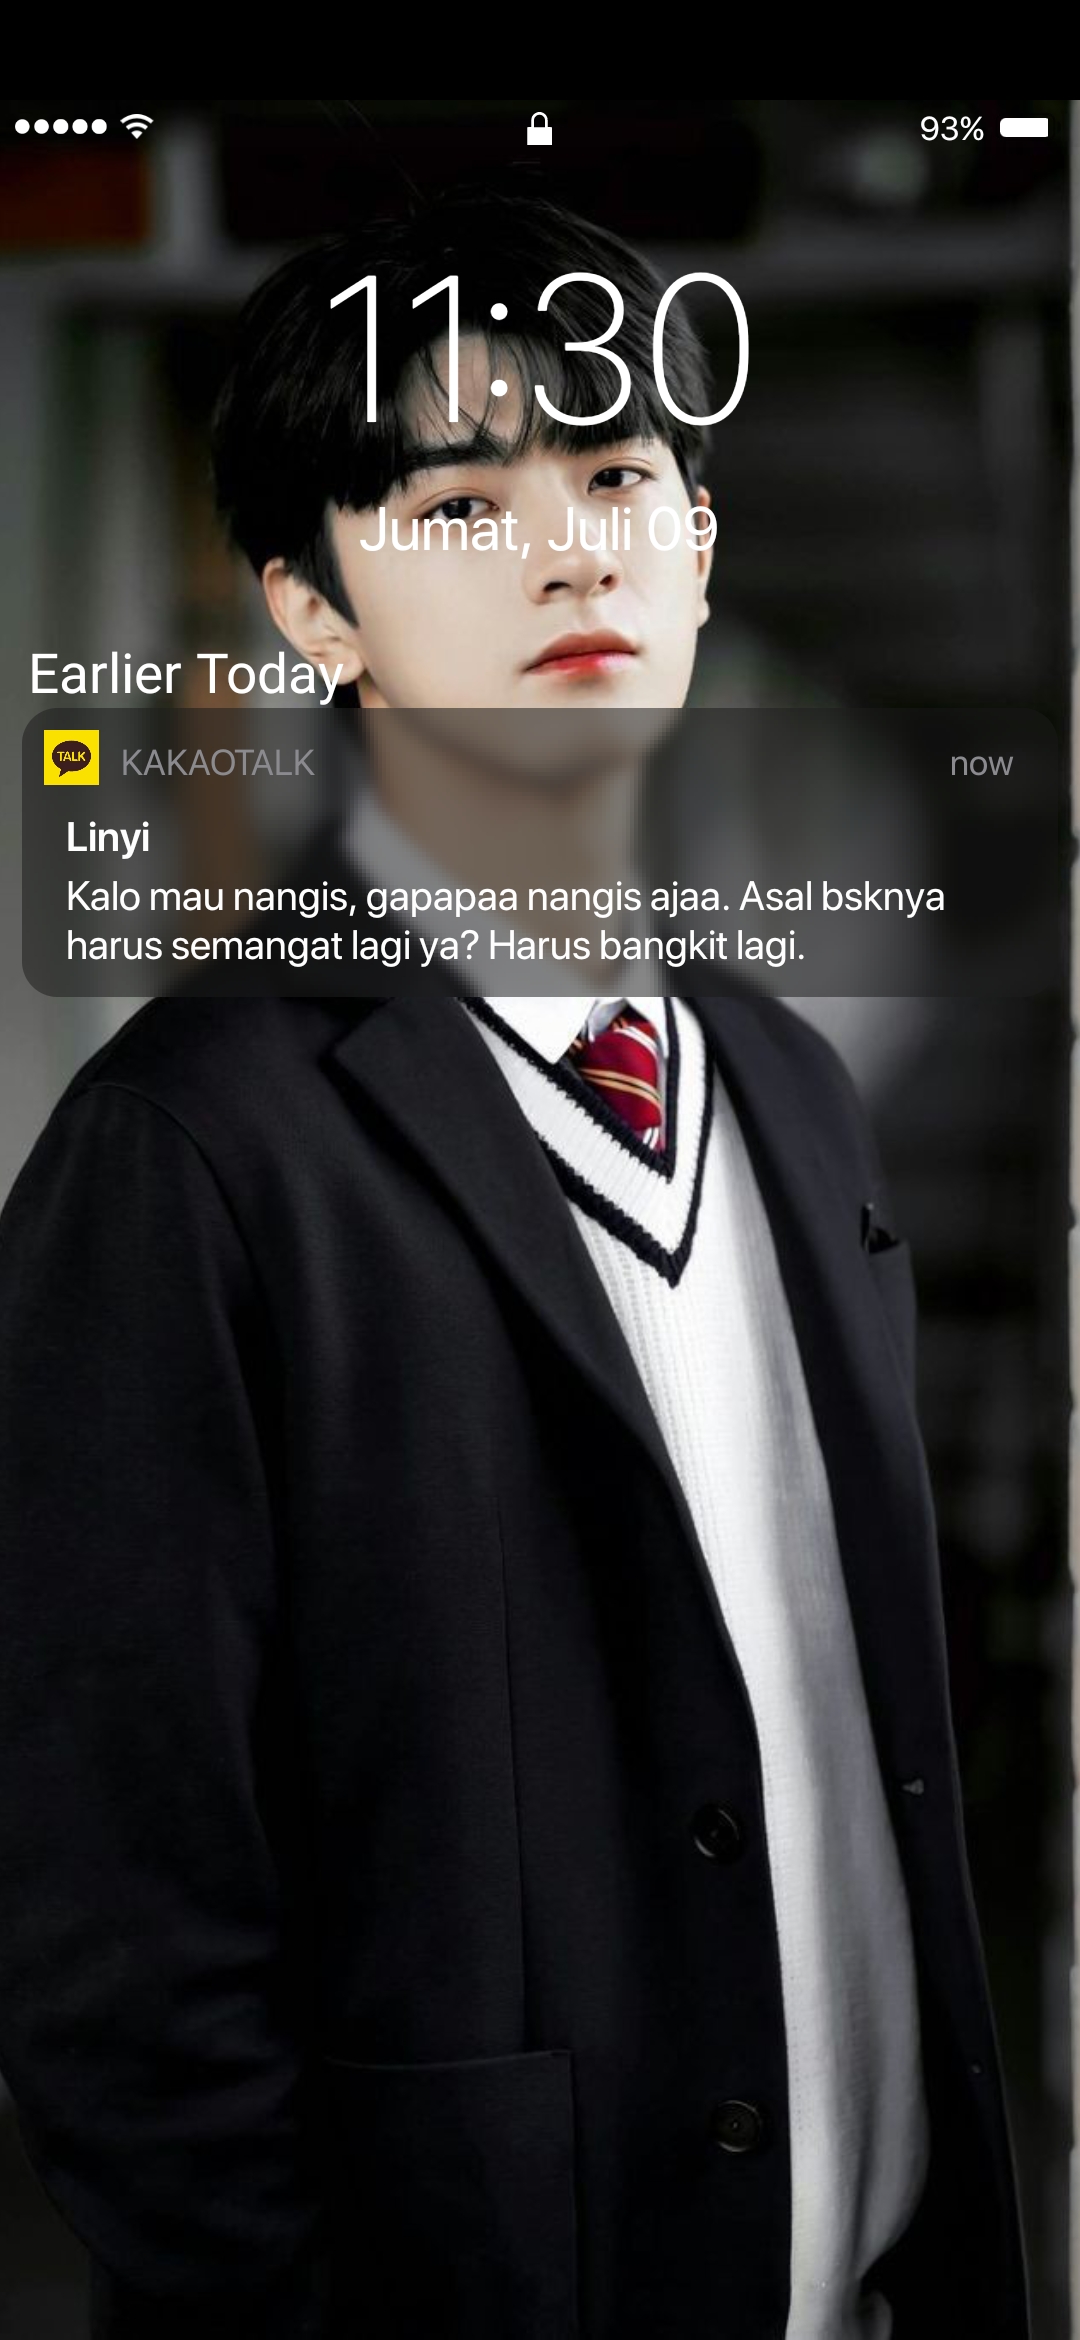 93%
11:30
Jumat, Juli 09
Earlier Today
TALK
KAKAOTALK
now
Linyi
Kalo mau nangis, gapapaa nangis ajaa. Asal bsknya
harus semangat lagi ya? Harus bangkit lagi.